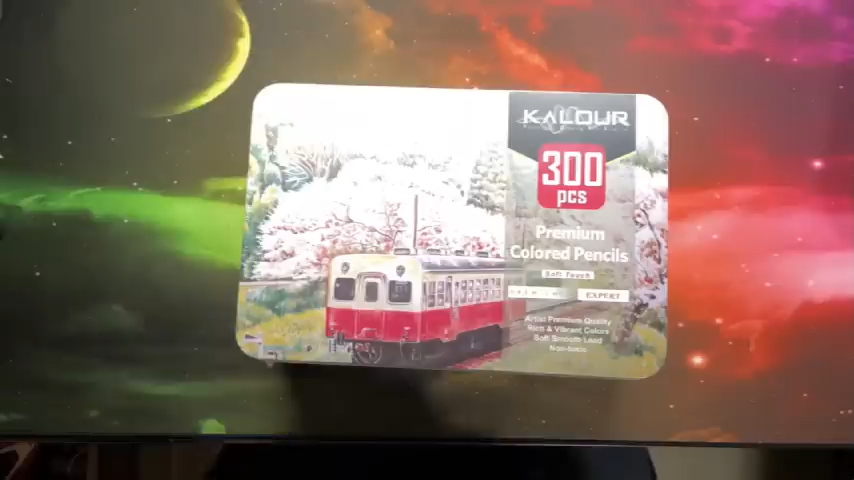 KALOUR
300
pcs
Premium
Colored Pencils
Soft Touch
EXPERT
Artist Premium Quality
Rich & Vibrant Colors
Soft Smooth Lead
Non-toxic